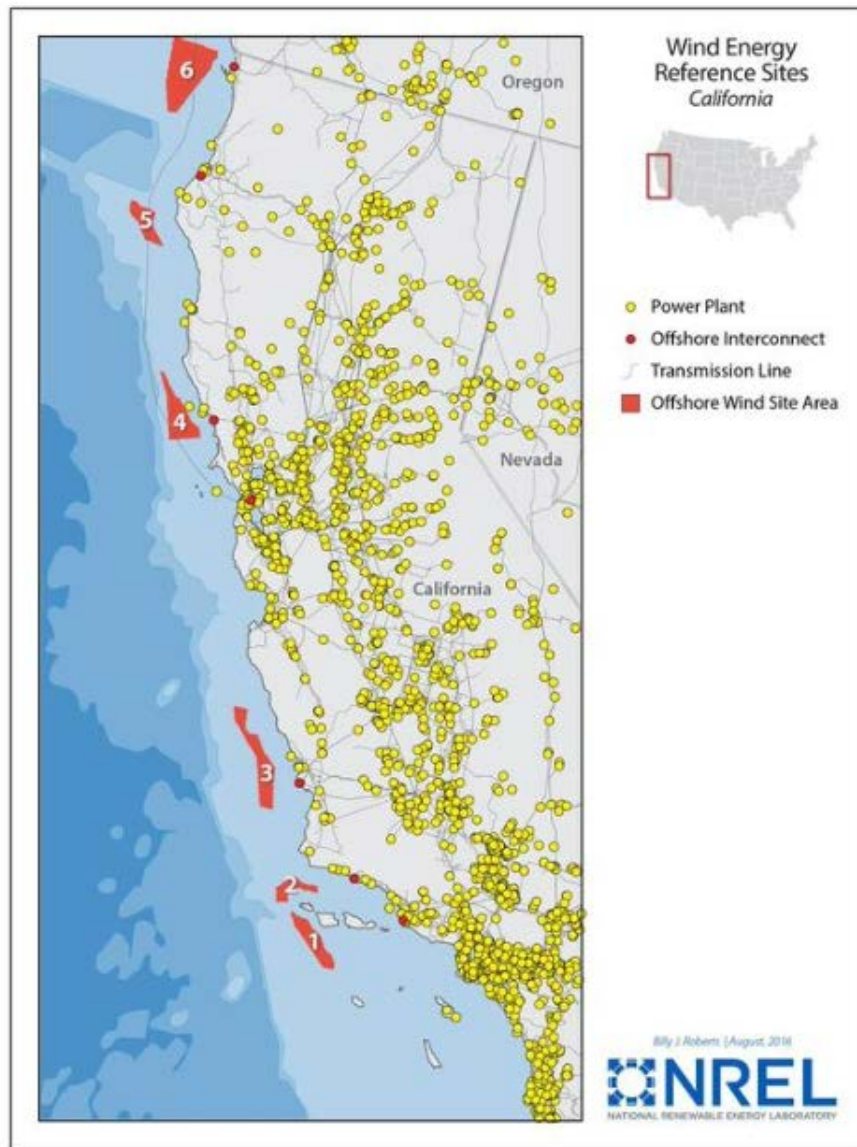 Wind Energy
Reference Sites
California
Power Plant
Offshore Interconnect
Transmission Line
Offshore Wind Site Area
6
Oregon
5
4
Nevada
California
3
2
1
Billy J. Roberts | August, 2016
NREL
NATIONAL RENEWABLE ENERGY LABORATORY